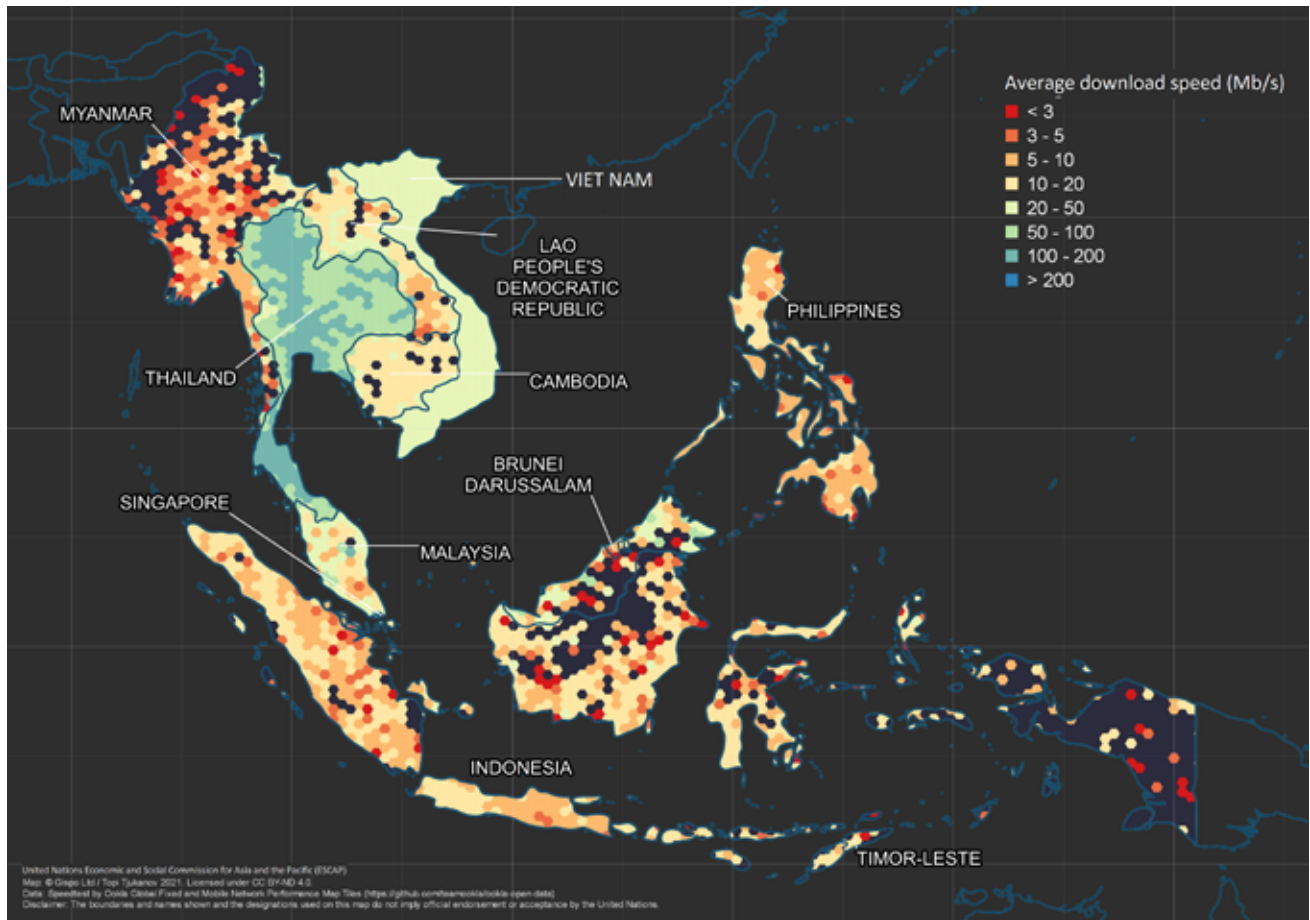 Average download speed (Mb/s)
< 3
3 - 5
5 - 10
10 - 20
20 - 50
50 - 100
100 - 200
> 200
MYANMAR
VIET NAM
LAO
PEOPLE'S
DEMOCRATIC
REPUBLIC
PHILIPPINES
THAILAND
CAMBODIA
BRUNEI
DARUSSALAM
SINGAPORE
MALAYSIA
INDONESIA
TIMOR-LESTE
United Nations Economic and Social Commission for Asia and the Pacific (ESCAP)
Map: © Gispo Ltd / Topi Tjukanov 2021. Licensed under CC BY-ND 4.0.
Data: Speedtest by Ookla Global Fixed and Mobile Network Performance Map Tiles (https://github.com/teamookla/ookla-open-data)
Disclaimer: The boundaries and names shown and the designations used on this map do not imply official endorsement or acceptance by the United Nations.